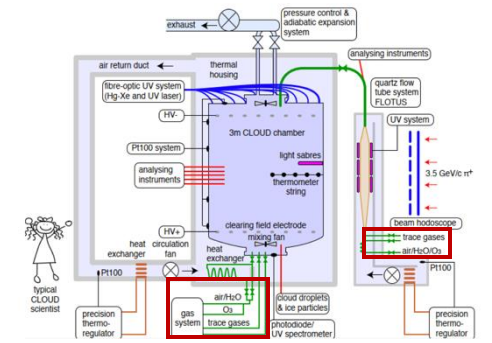 pressure control &
adiabatic expansion
system
exhaust
air return duct
thermal
housing
analysing instruments
fibre-optic UV system
(Hg-Xe and UV laser)
quartz flow
tube system
FLOTUS
HV-
UV system
3m CLOUD chamber
Pt100 system
light sabres
analysing
instruments
thermometer
string
3.5 GeV/c π+
HV+
clearing field electrode
mixing fan
beam hodoscope
trace gases
air/H2O/O3
heat
exchanger
circulation
fan
heat
exchanger
Pt100
Pt100
typical
CLOUD
scientist
precision
thermo-
regulator
gas
system
air/H2O
O3
trace gases
cloud droplets
& ice particles
photodiode/
UV spectrometer
precision
thermo-
regulator